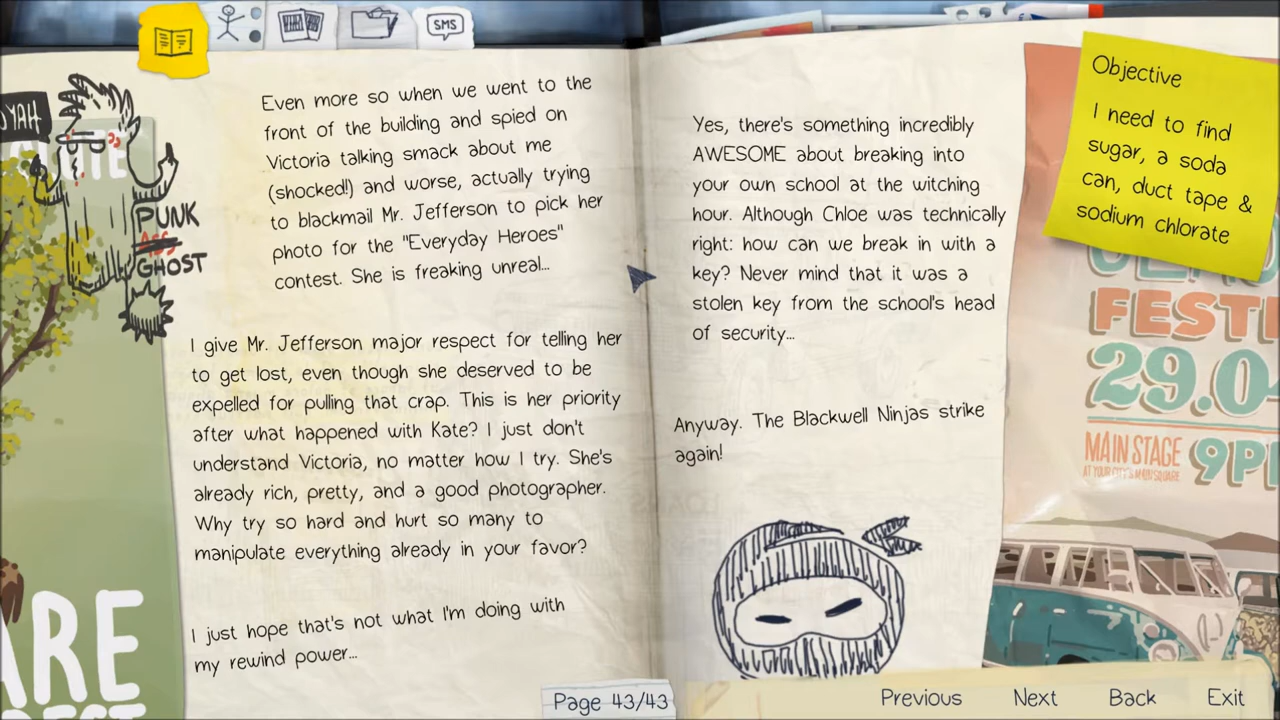 SMS
Even more so when we went to the
front of the building and spied on
Victoria talking smack about me
(shocked!) and worse, actually trying
to blackmail Mr. Jefferson to pick her
photo for the "Everyday Heroes"
contest. She is freaking unreal...
PUNK
ASS
GHOST
I give Mr. Jefferson major respect for telling her
to get lost, even though she deserved to be
expelled for pulling that crap. This is her priority
after what happened with Kate? I just don't
understand Victoria, no matter how I try. She's
already rich, pretty, and a good photographer.
Why try so hard and hurt so many to
manipulate everything already in your favor?
I just hope that's not what I'm doing with
my rewind power...
ARE
Yes, there's something incredibly
AWESOME about breaking into
your own school at the witching
hour. Although Chloe was technically
right: how can we break in with a
key? Never mind that it was a
stolen key from the school's head
of security...
Anyway. The Blackwell Ninjas strike
again!
Objective
I need to find
sugar, a soda
can, duct tape &
sodium chlorate
FESTI
29.0
MAIN STAGE
AT YOUR CITY'S MAIN SQUARE
9P
Page 43/43
Previous Next Back Exit